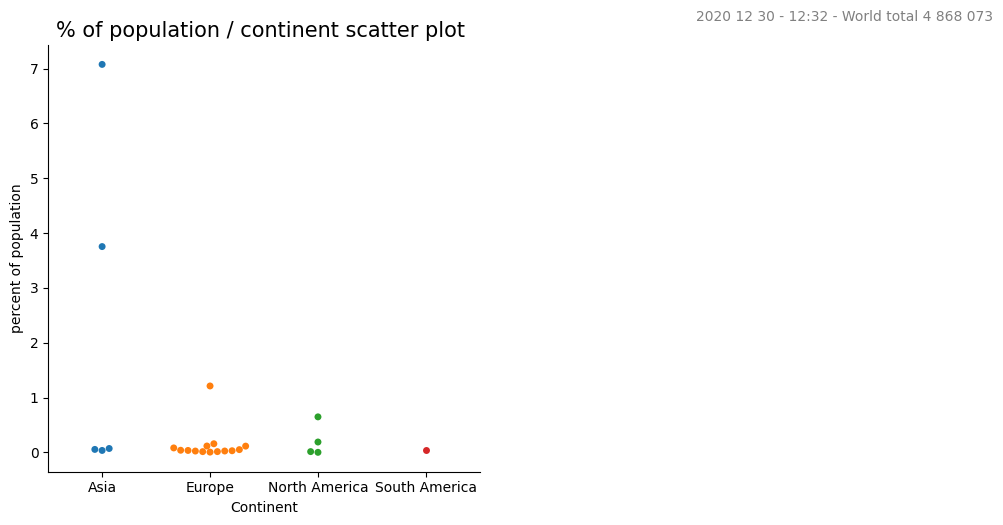 2020 12 30 - 12:32 - World total 4 868 073
% of population / continent scatter plot
percent of population
7
6
5
4
3
2
1
0
Asia Europe North America South America
Continent